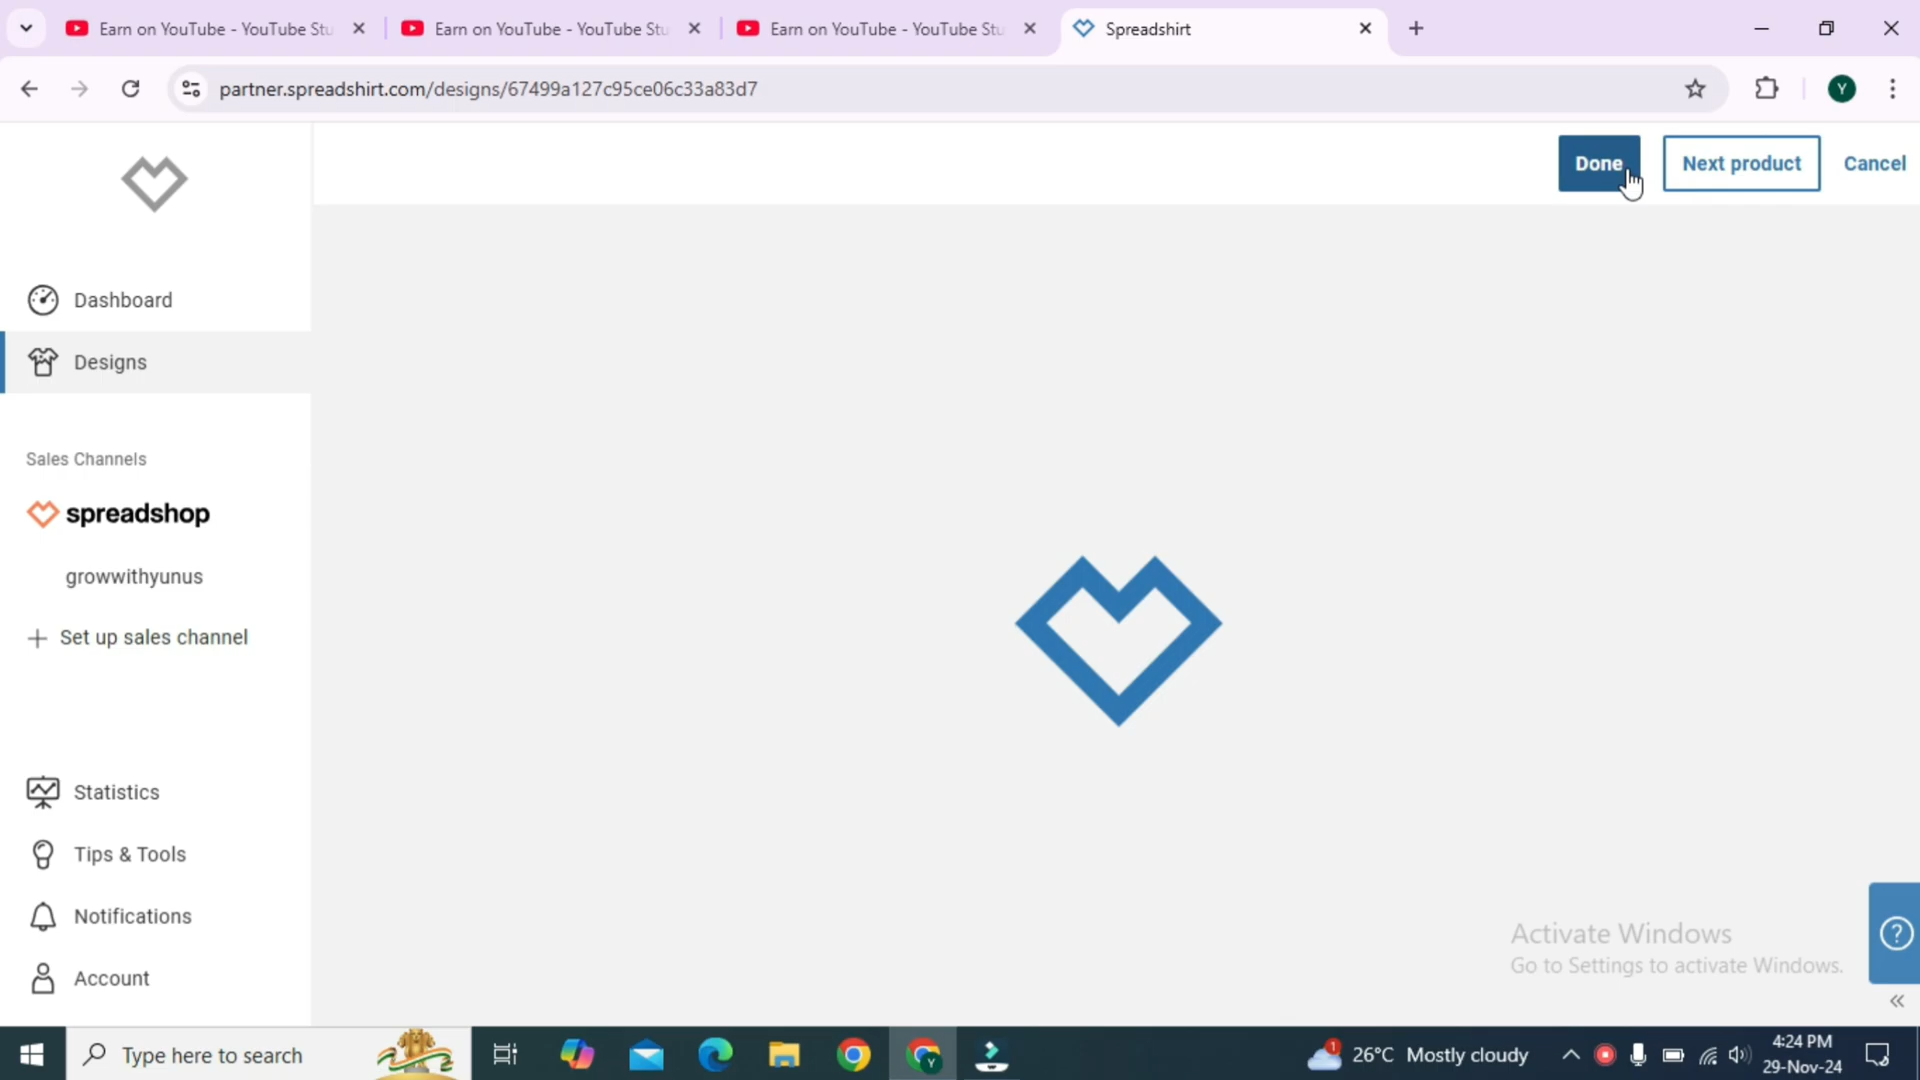 Earn on YouTube - YouTube Stu
Earn on YouTube - YouTube Stu
Earn on YouTube - YouTube Stu
Spreadshirt
partner.spreadshirt.com/designs/67499a127c95ce06c33a83d7
Y
Done
Next product
Cancel
Dashboard
Designs
Sales Channels
spreadshop
growwithyunus
+ Set up sales channel
Statistics
Tips & Tools
Notifications
Account
Activate Windows
Go to Settings to activate Windows.
Type here to search
Y
1
26°C Mostly cloudy
4:24 PM
29-Nov-24